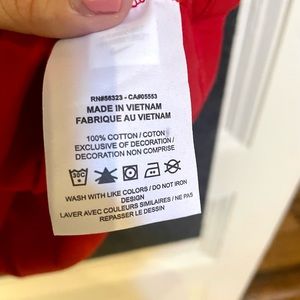 RN#56323 - CA#05553
MADE IN VIETNAM
FABRIQUE AU VIETNAM
100% COTTON / COTON
EXCLUSIVE OF DECORATION /
DECORATION NON COMPRISE
30C
WASH WITH LIKE COLORS / DO NOT IRON
DESIGN
LAVER AVEC COULEURS SIMILAIRES / NE PAS
REPASSER LE DESSIN